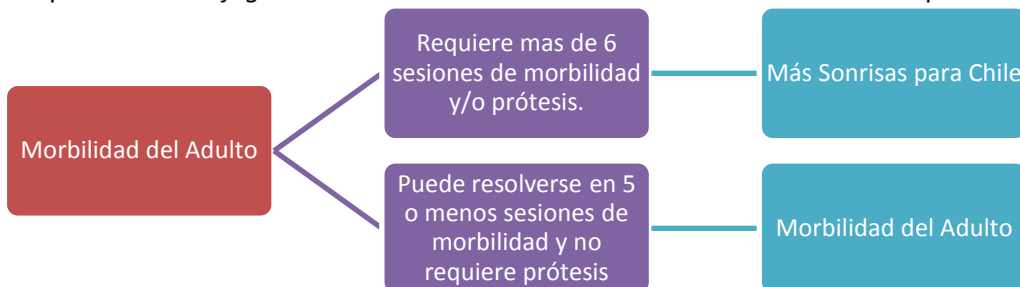 Requiere mas de 6
sesiones de morbilidad
y/o prótesis.
Más Sonrisas para Chile
Morbilidad del Adulto
Puede resolverse en 5
o menos sesiones de
morbilidad y no
requiere prótesis
Morbilidad del Adulto